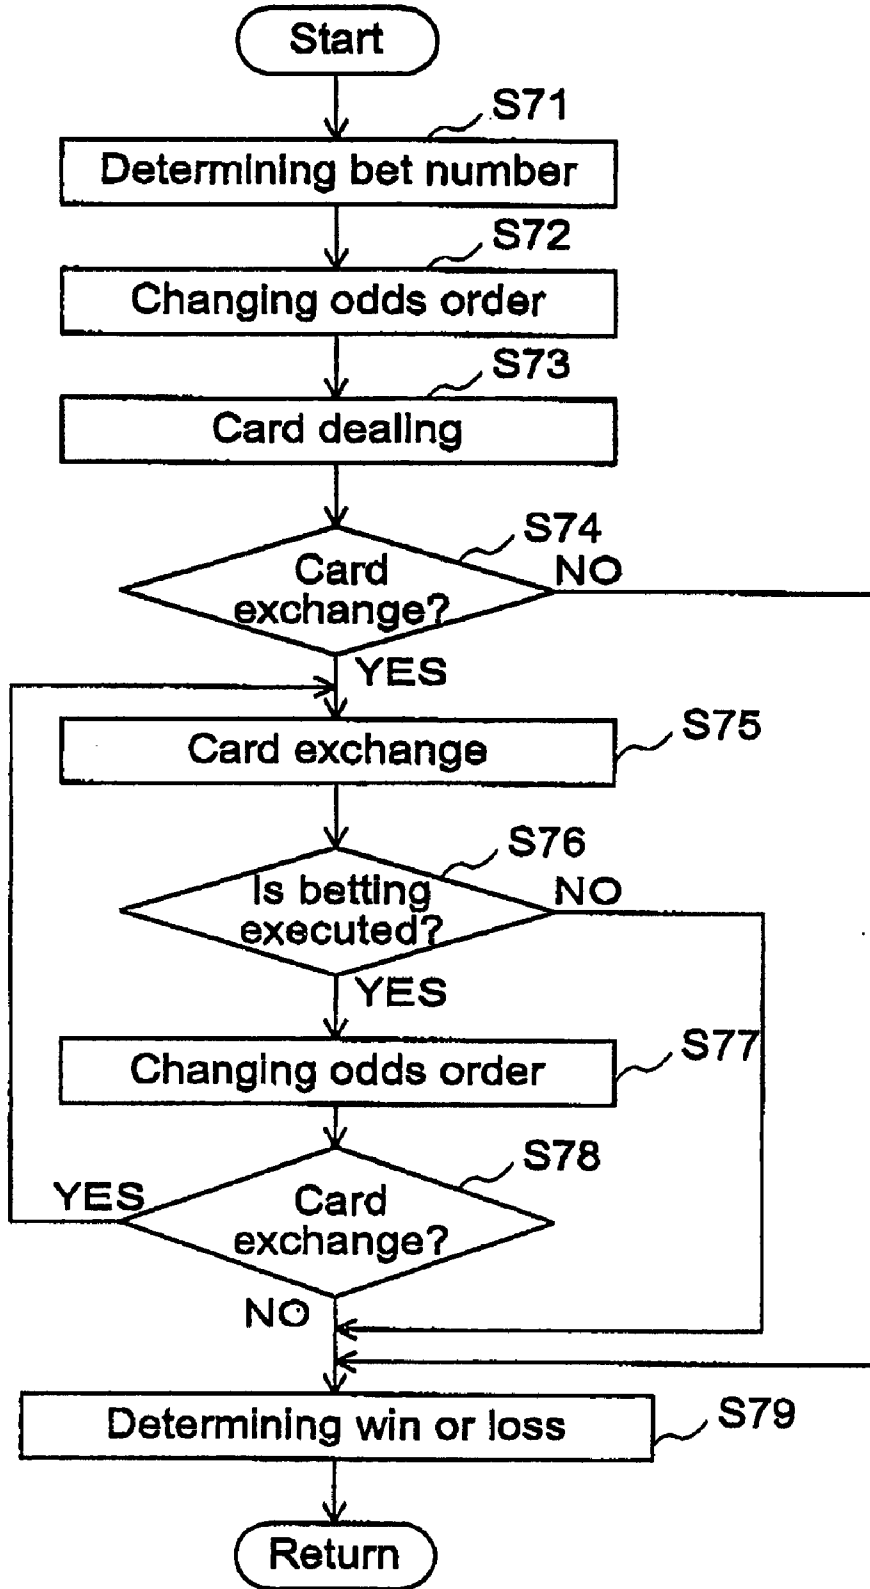 Start
S71
Determining bet number
S72
Changing odds order
S73
Card dealing
S74
Card
exchange?
NO
YES
S75
Card exchange
S76
Is betting
executed?
NO
YES
S77
Changing odds order
S78
YES
Card
exchange?
NO
S79
Determining win or loss
Return